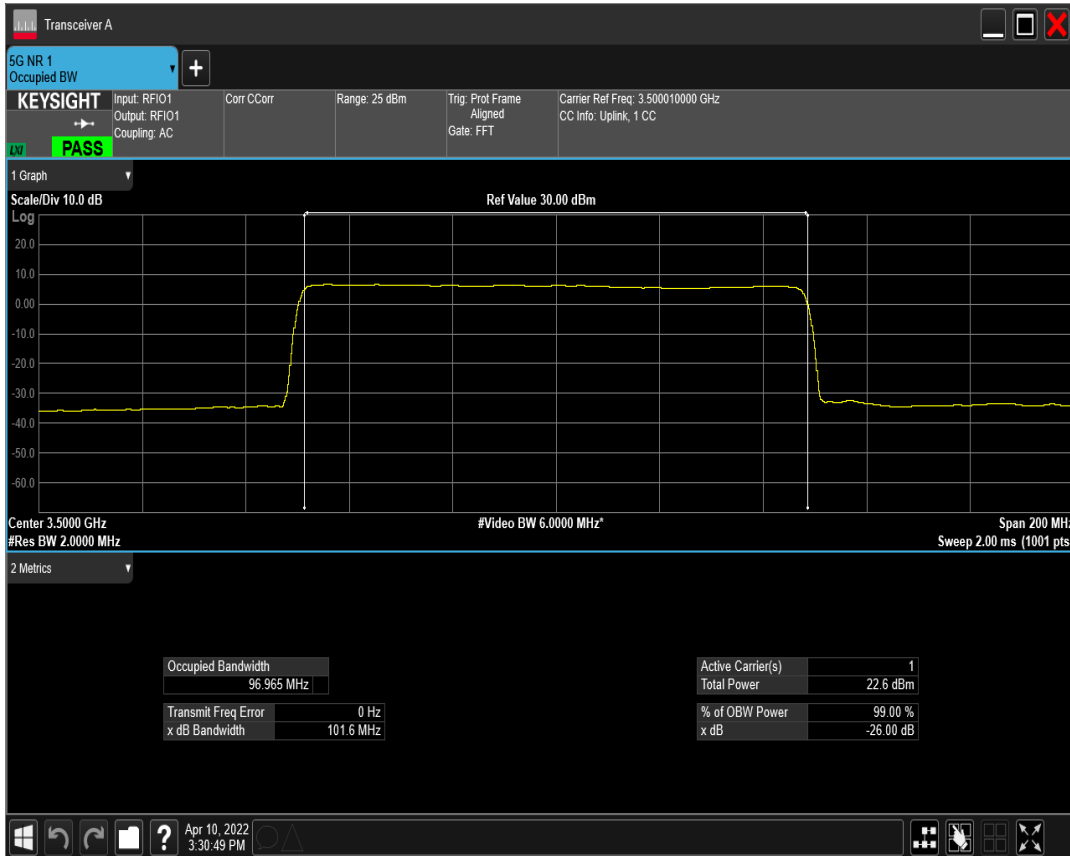 Transceiver A
5G NR 1
Occupied BW
KEYSIGHT
LXI
PASS
Input: RFIO1
Output: RFIO1
Coupling: AC
Corr CCorr
Range: 25 dBm
Trig: Prot Frame
Aligned
Gate: FFT
Carrier Ref Freq: 3.500010000 GHz
CC Info: Uplink, 1 CC
1 Graph
Scale/Div 10.0 dB
Ref Value 30.00 dBm
Log
20.0
10.0
0.00
-10.0
-20.0
-30.0
-40.0
-50.0
-60.0
Center 3.5000 GHz
#Video BW 6.0000 MHz*
Span 200 MHz
#Res BW 2.0000 MHz
Sweep 2.00 ms (1001 pts
2 Metrics
Occupied Bandwidth
96.965 MHz
Transmit Freq Error 0 Hz
x dB Bandwidth 101.6 MHz
Active Carrier(s) 1
Total Power 22.6 dBm
% of OBW Power 99.00 %
x dB -26.00 dB
?
Apr 10, 2022
3:30:49 PM